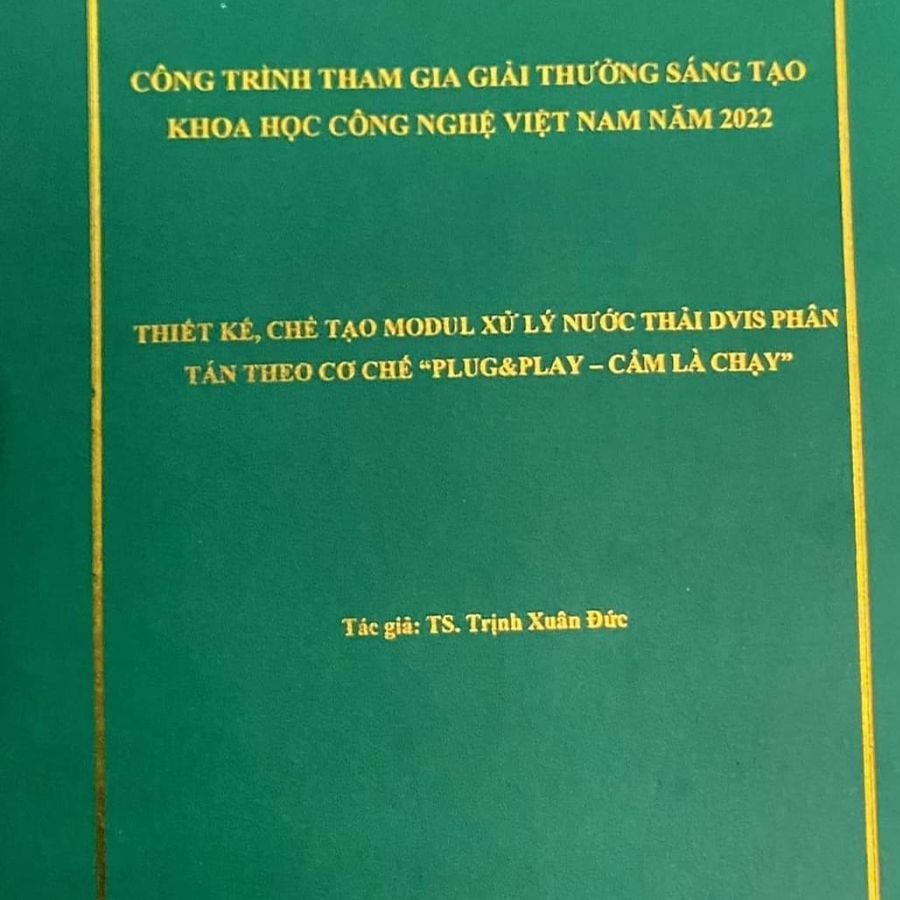 CÔNG TRÌNH THAM GIA GIẢI THƯỞNG SÁNG TẠO
KHOA HỌC CÔNG NGHỆ VIỆT NAM NĂM 2022
THIẾT KẾ, CHẾ TẠO MODUL XỬ LÝ NƯỚC THẢI DVIS PHÂN
TÁN THEO CƠ CHẾ “PLUG&PLAY – CẮM LÀ CHẠY”
Tác giả: TS. Trịnh Xuân Đức